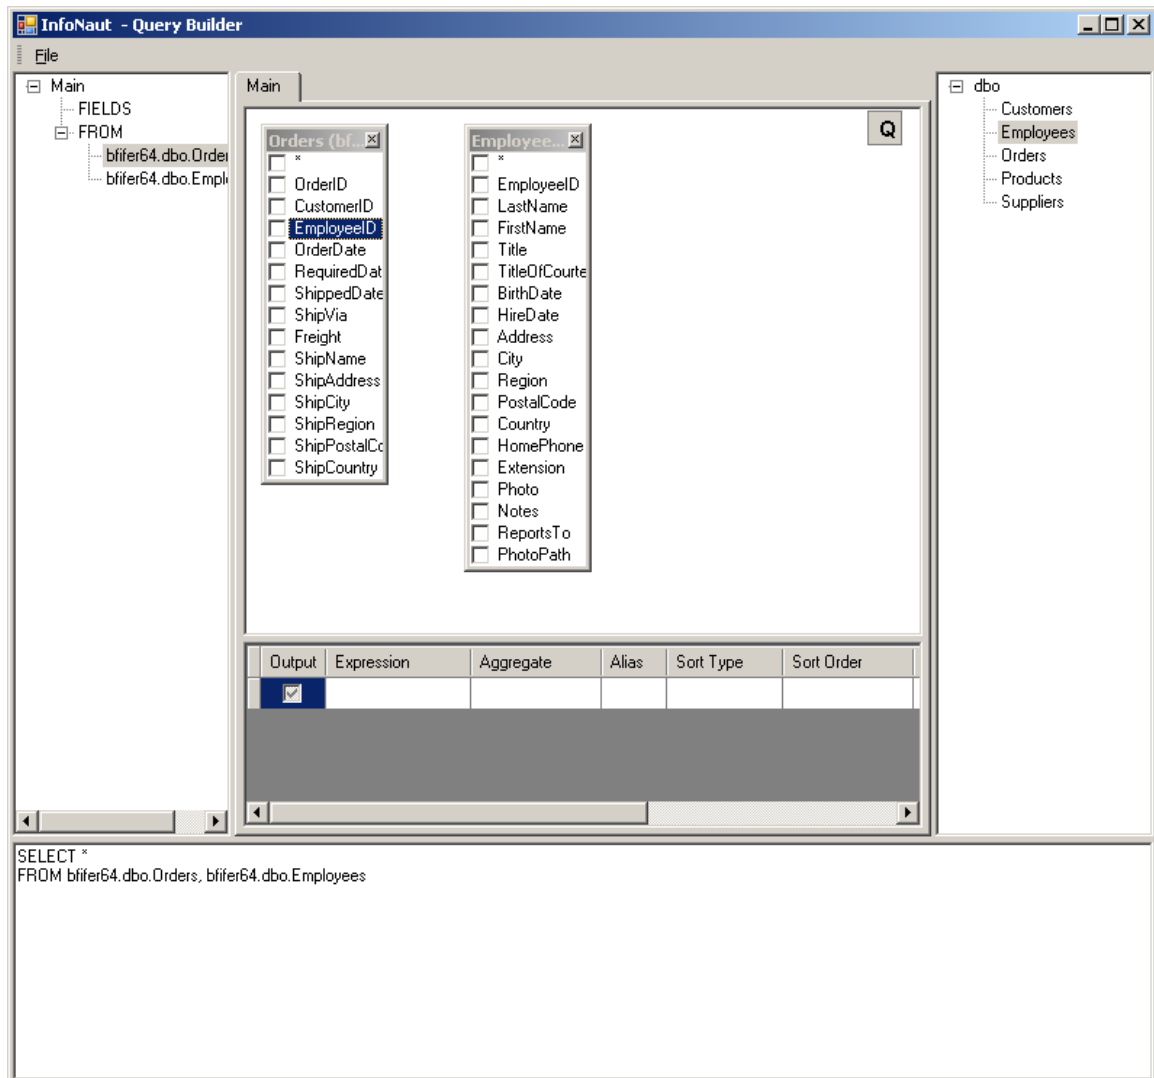 InfoNaut - Query Builder
File
Main
FIELDS
FROM
bfifer64.dbo.Order
bfifer64.dbo.Empl
Main
Q
Orders (bf...
*
OrderID
CustomerID
EmployeeID
OrderDate
RequiredDat
ShippedDate
ShipVia
Freight
ShipName
ShipAddress
ShipCity
ShipRegion
ShipPostalCo
ShipCountry
Employee...
*
EmployeeID
LastName
FirstName
Title
TitleOfCourte
BirthDate
HireDate
Address
City
Region
PostalCode
Country
HomePhone
Extension
Photo
Notes
ReportsTo
PhotoPath
Output Expression Aggregate Alias Sort Type Sort Order
dbo
Customers
Employees
Orders
Products
Suppliers
SELECT *
FROM bfifer64.dbo.Orders, bfifer64.dbo.Employees